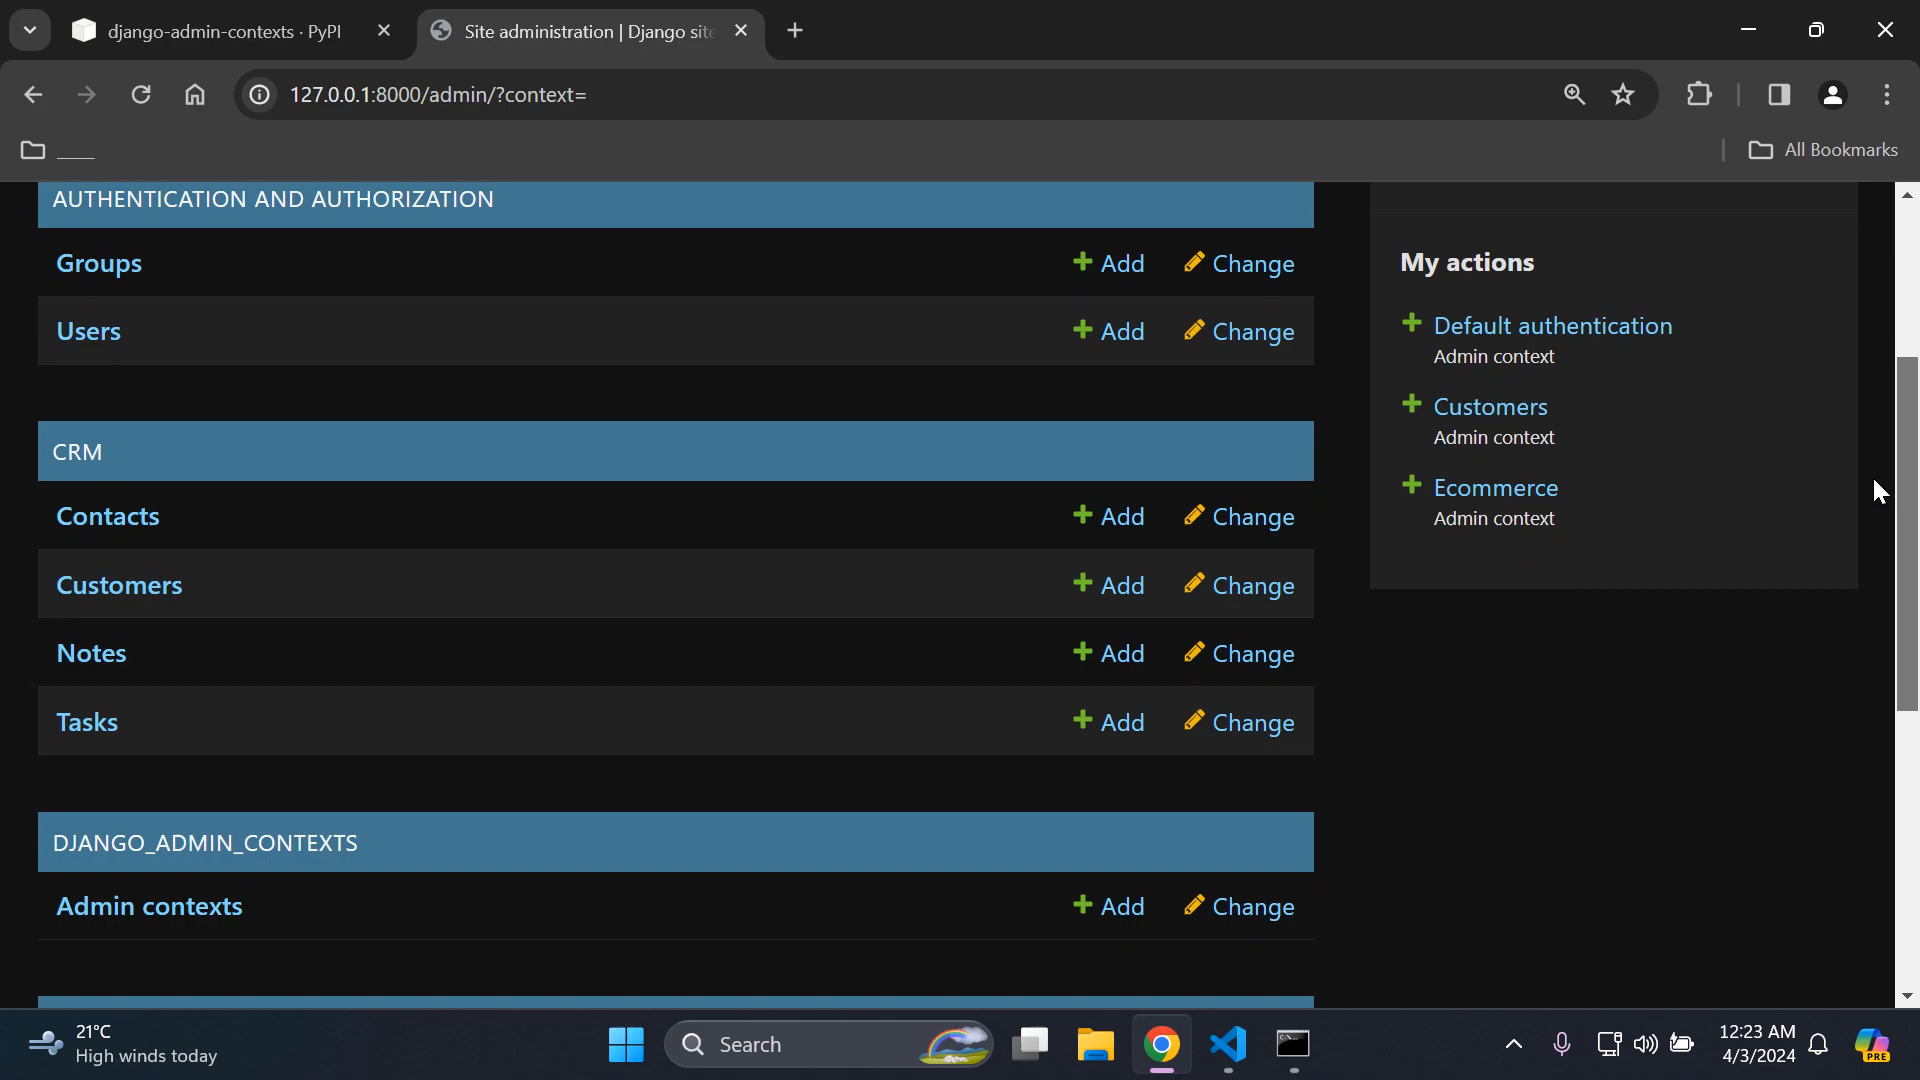 django-admin-contexts · PyPI
Site administration | Django site
127.0.0.1:8000/admin/?context=
____
All Bookmarks
AUTHENTICATION AND AUTHORIZATION
Groups Add Change
Users Add Change
CRM
Contacts Add Change
Customers Add Change
Notes Add Change
Tasks Add Change
DJANGO_ADMIN_CONTEXTS
Admin contexts Add Change
My actions
Default authentication
Admin context
Customers
Admin context
Ecommerce
Admin context
21°C
High winds today
Search
12:23 AM
4/3/2024
PRE